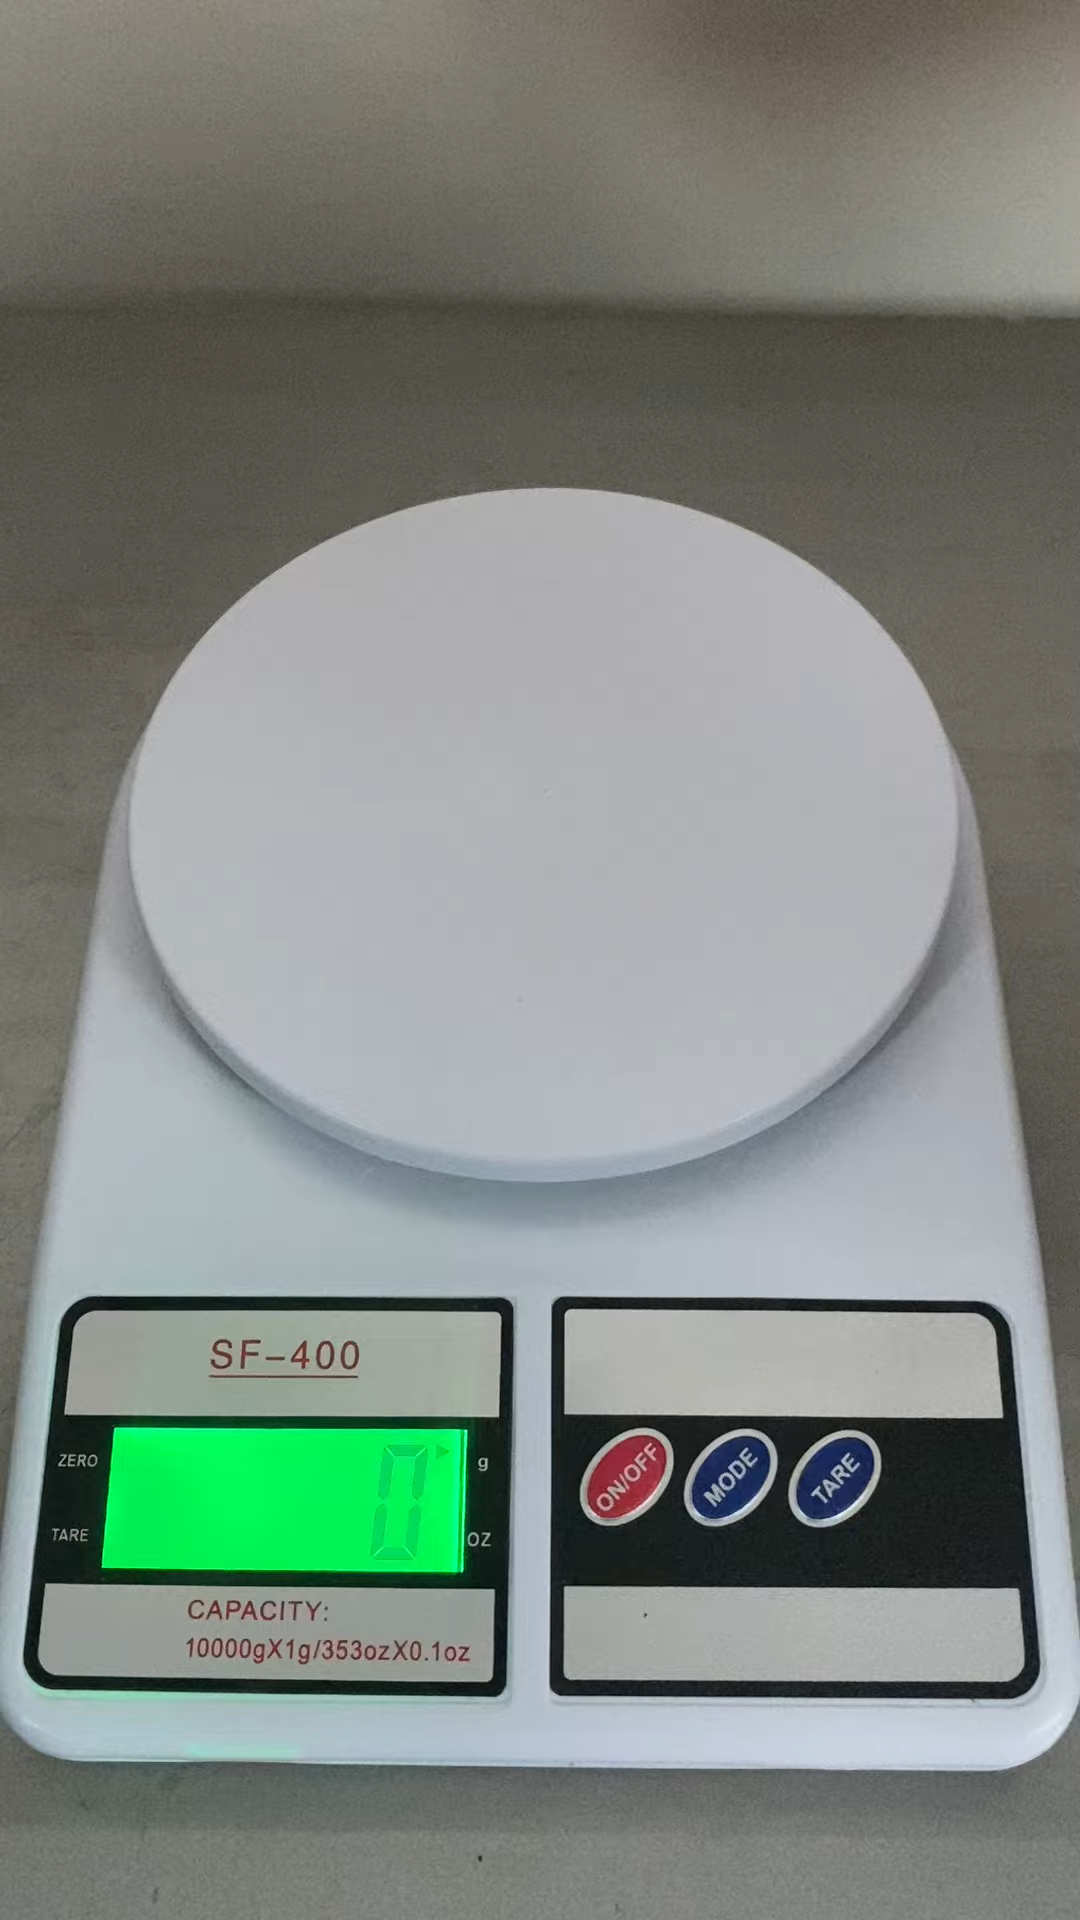 SF-400
ZERO
0
g
TARE
oz
CAPACITY:
10000gX1g/353ozX0.1oz
ON/OFF
MODE
TARE